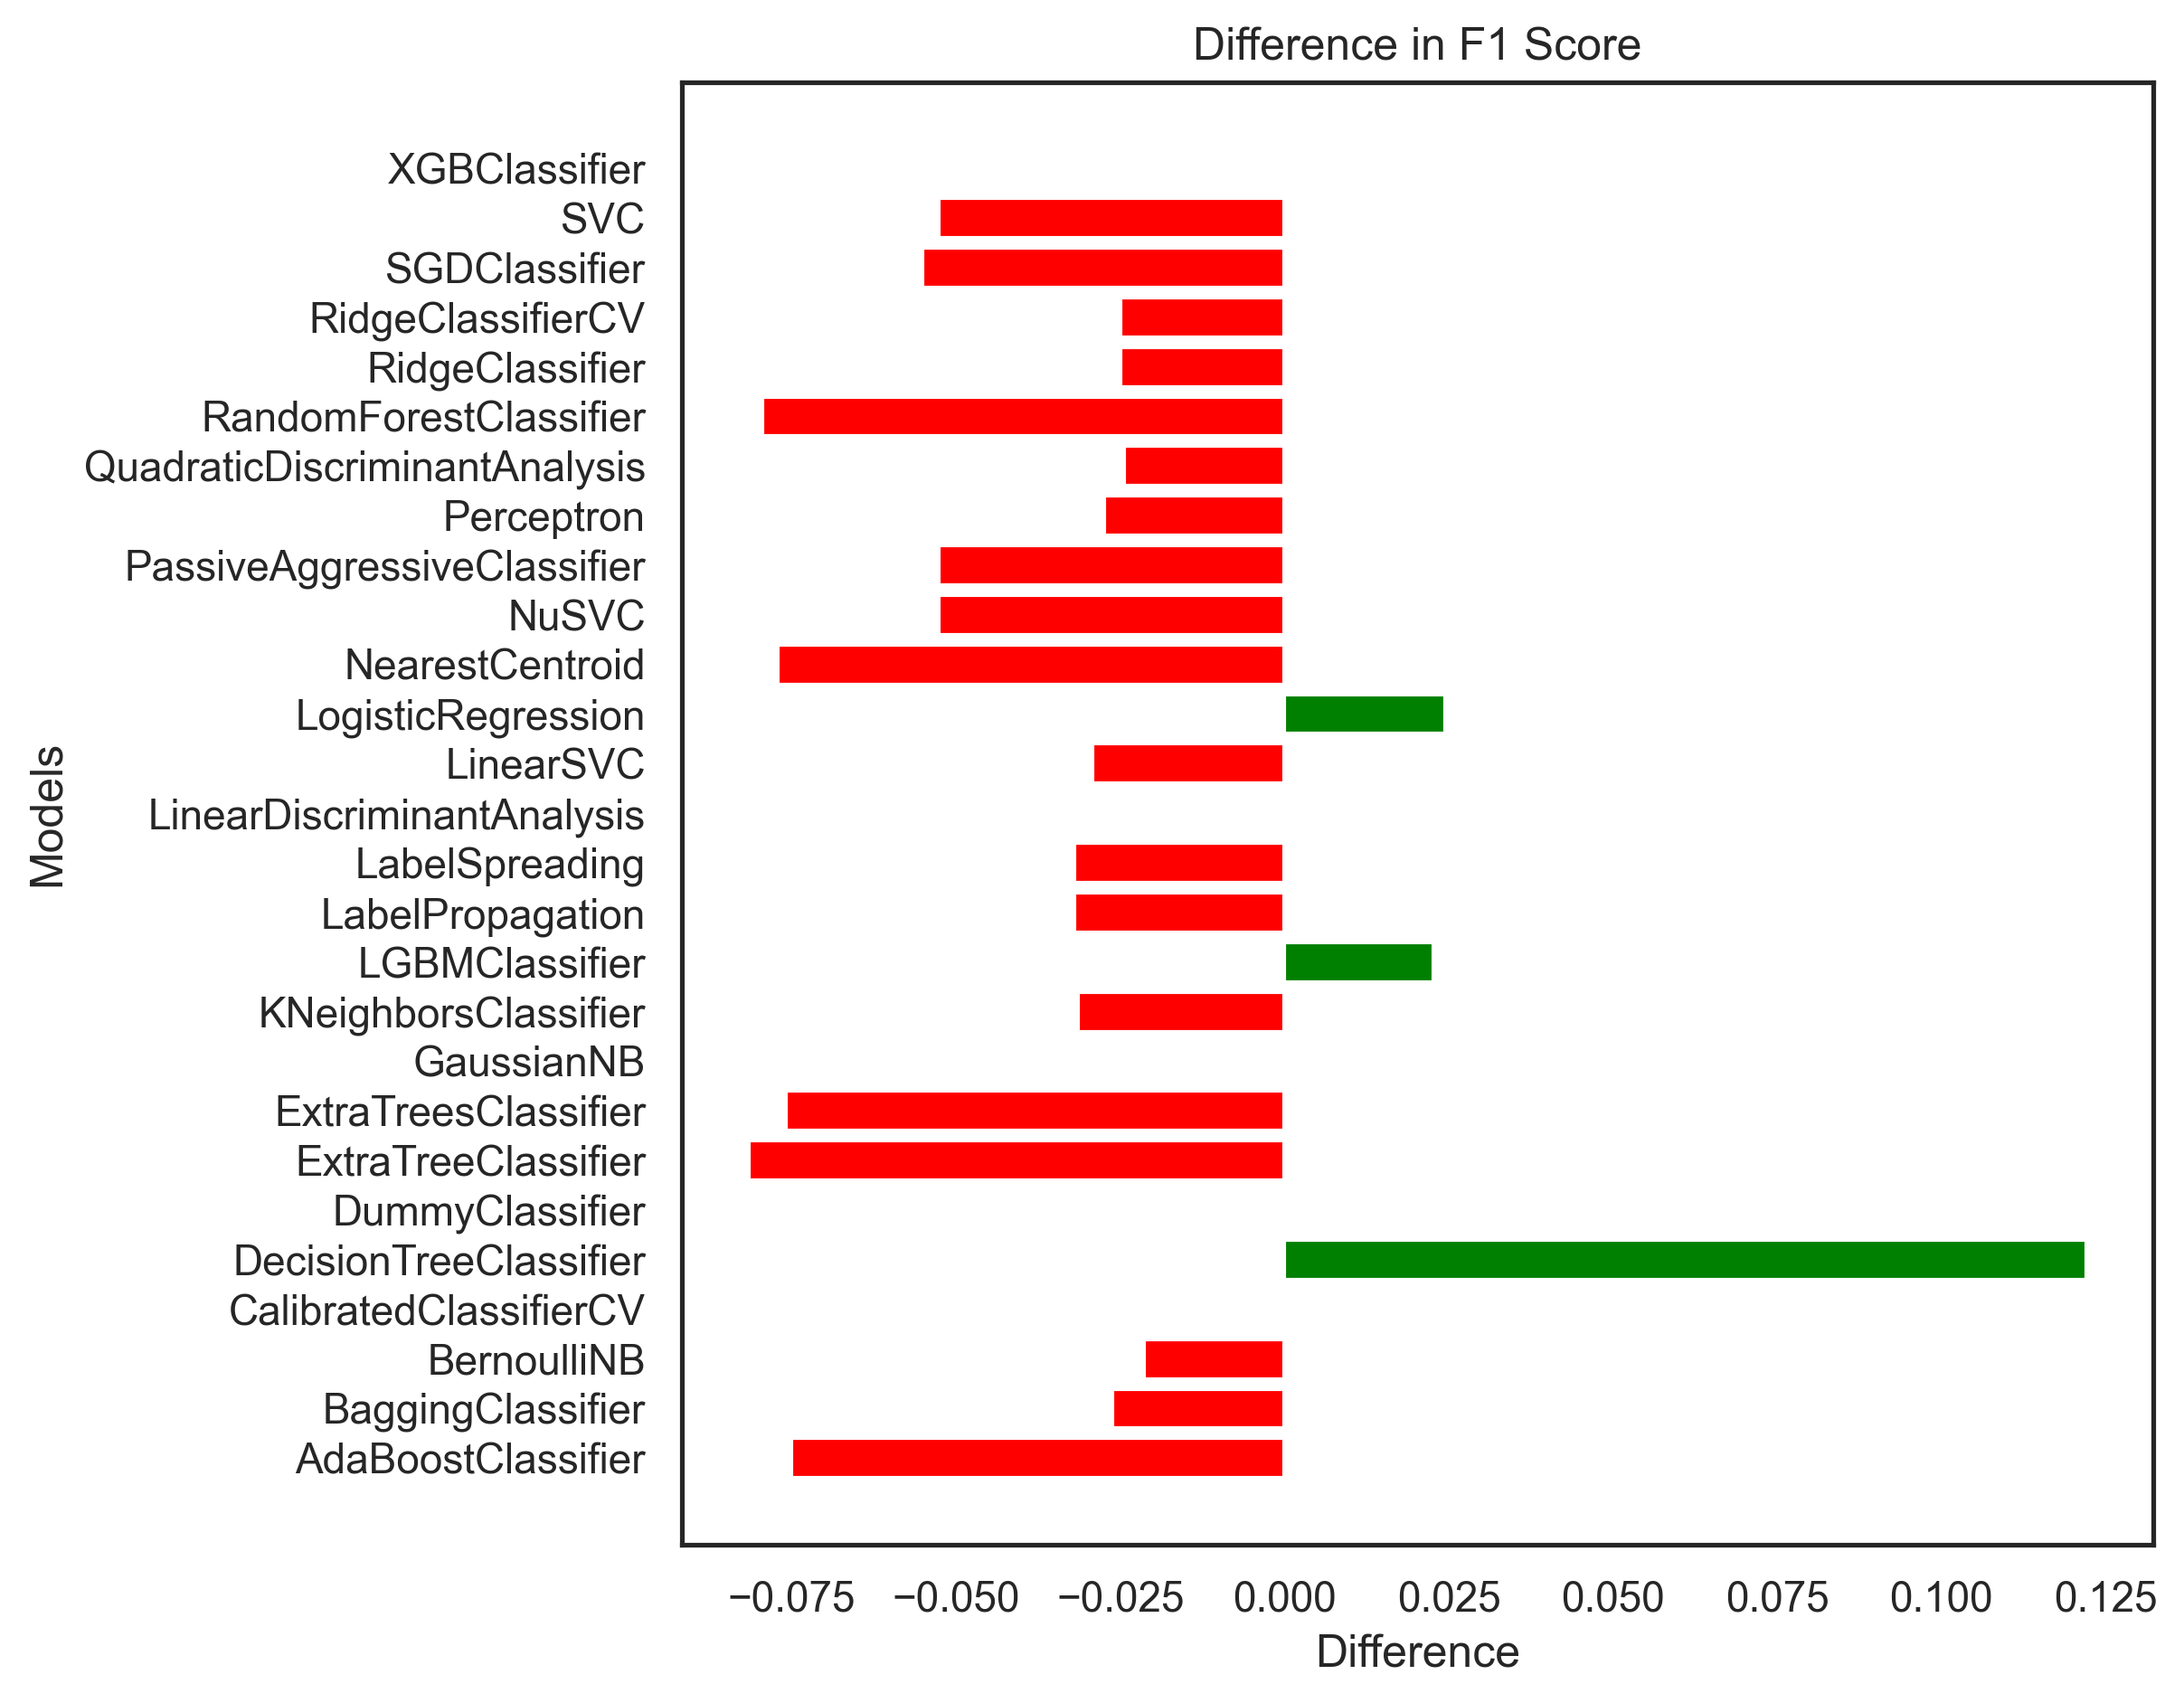 Difference in F1 Score
XGBClassifier
SVC
SGDClassifier
RidgeClassifierCV
RidgeClassifier
RandomForestClassifier
QuadraticDiscriminantAnalysis
Perceptron
PassiveAggressiveClassifier
NuSVC
NearestCentroid
LogisticRegression
LinearSVC
LinearDiscriminantAnalysis
LabelSpreading
LabelPropagation
LGBMClassifier
KNeighborsClassifier
GaussianNB
ExtraTreesClassifier
ExtraTreeClassifier
DummyClassifier
DecisionTreeClassifier
CalibratedClassifierCV
BernoulliNB
BaggingClassifier
AdaBoostClassifier
Models
−0.075 −0.050 −0.025 0.000 0.025 0.050 0.075 0.100 0.125
Difference